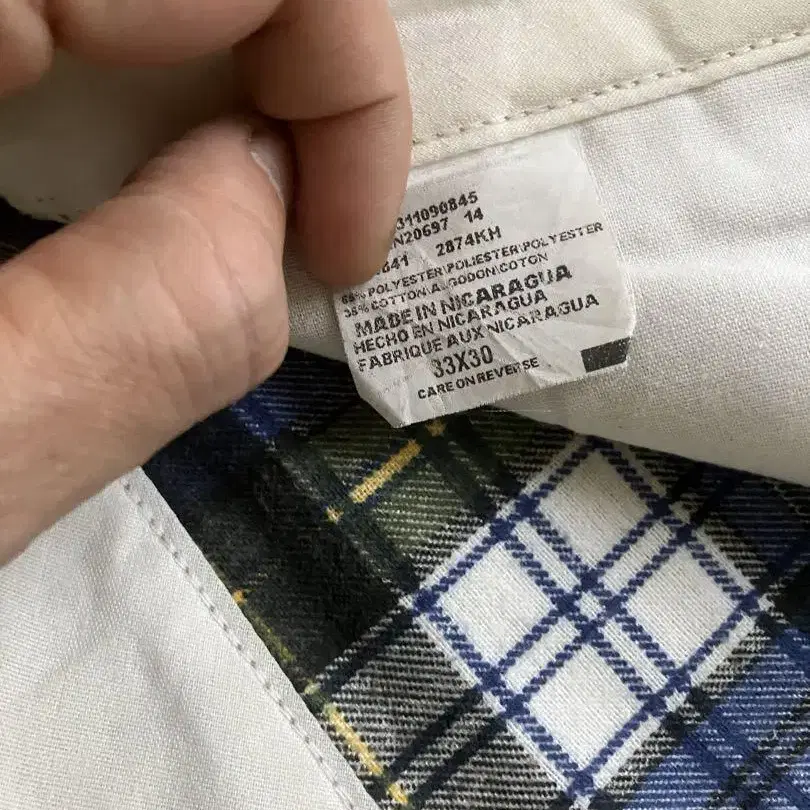 311090845
N20697 14
641 2874KH
65% POLYESTER\POLIESTER\POLYESTER
35% COTTON\ALGODON\COTON
MADE IN NICARAGUA
HECHO EN NICARAGUA
FABRIQUE AUX NICARAGUA
33X30
CARE ON REVERSE